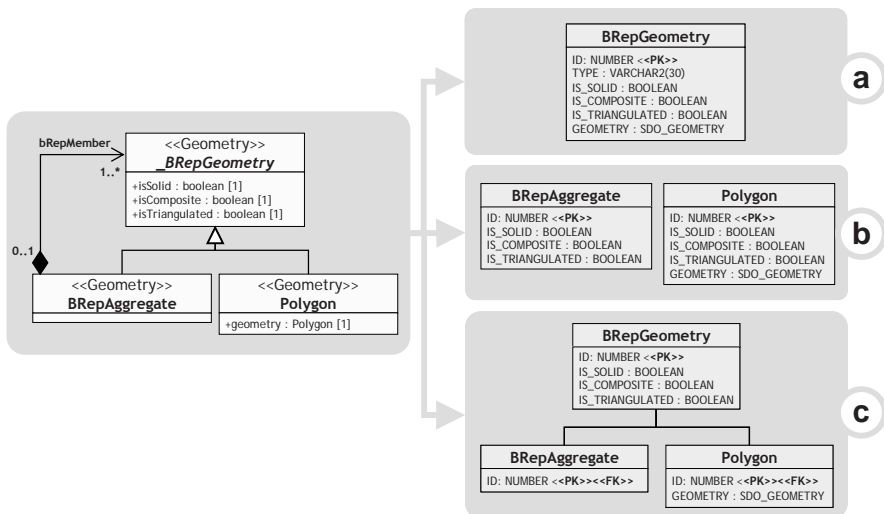 bRepMember
1..*
0..1
<<Geometry>>
_BRepGeometry
+isSolid : boolean [1]
+isComposite : boolean [1]
+isTriangulated : boolean [1]
<<Geometry>>
BRepAggregate
<<Geometry>>
Polygon
+geometry : Polygon [1]
BRepGeometry
ID: NUMBER <<PK>>
TYPE : VARCHAR2(30)
IS_SOLID : BOOLEAN
IS_COMPOSITE : BOOLEAN
IS_TRIANGULATED : BOOLEAN
GEOMETRY : SDO_GEOMETRY
a
BRepAggregate
ID: NUMBER <<PK>>
IS_SOLID : BOOLEAN
IS_COMPOSITE : BOOLEAN
IS_TRIANGULATED : BOOLEAN
Polygon
ID: NUMBER <<PK>>
IS_SOLID : BOOLEAN
IS_COMPOSITE : BOOLEAN
IS_TRIANGULATED : BOOLEAN
GEOMETRY : SDO_GEOMETRY
b
BRepGeometry
ID: NUMBER <<PK>>
IS_SOLID : BOOLEAN
IS_COMPOSITE : BOOLEAN
IS_TRIANGULATED : BOOLEAN
BRepAggregate
ID: NUMBER <<PK>><<FK>>
Polygon
ID: NUMBER <<PK>><<FK>>
GEOMETRY : SDO_GEOMETRY
c